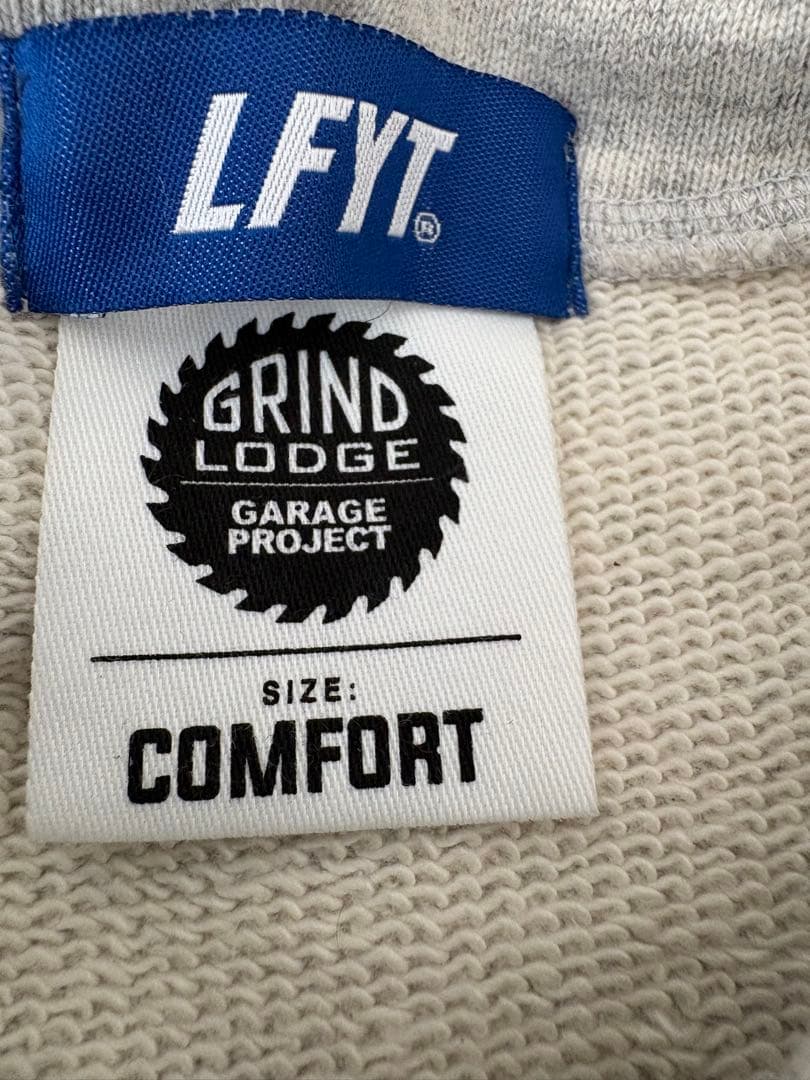 LFYT®
GRIND
LODGE
GARAGE
PROJECT
SIZE:
COMFORT